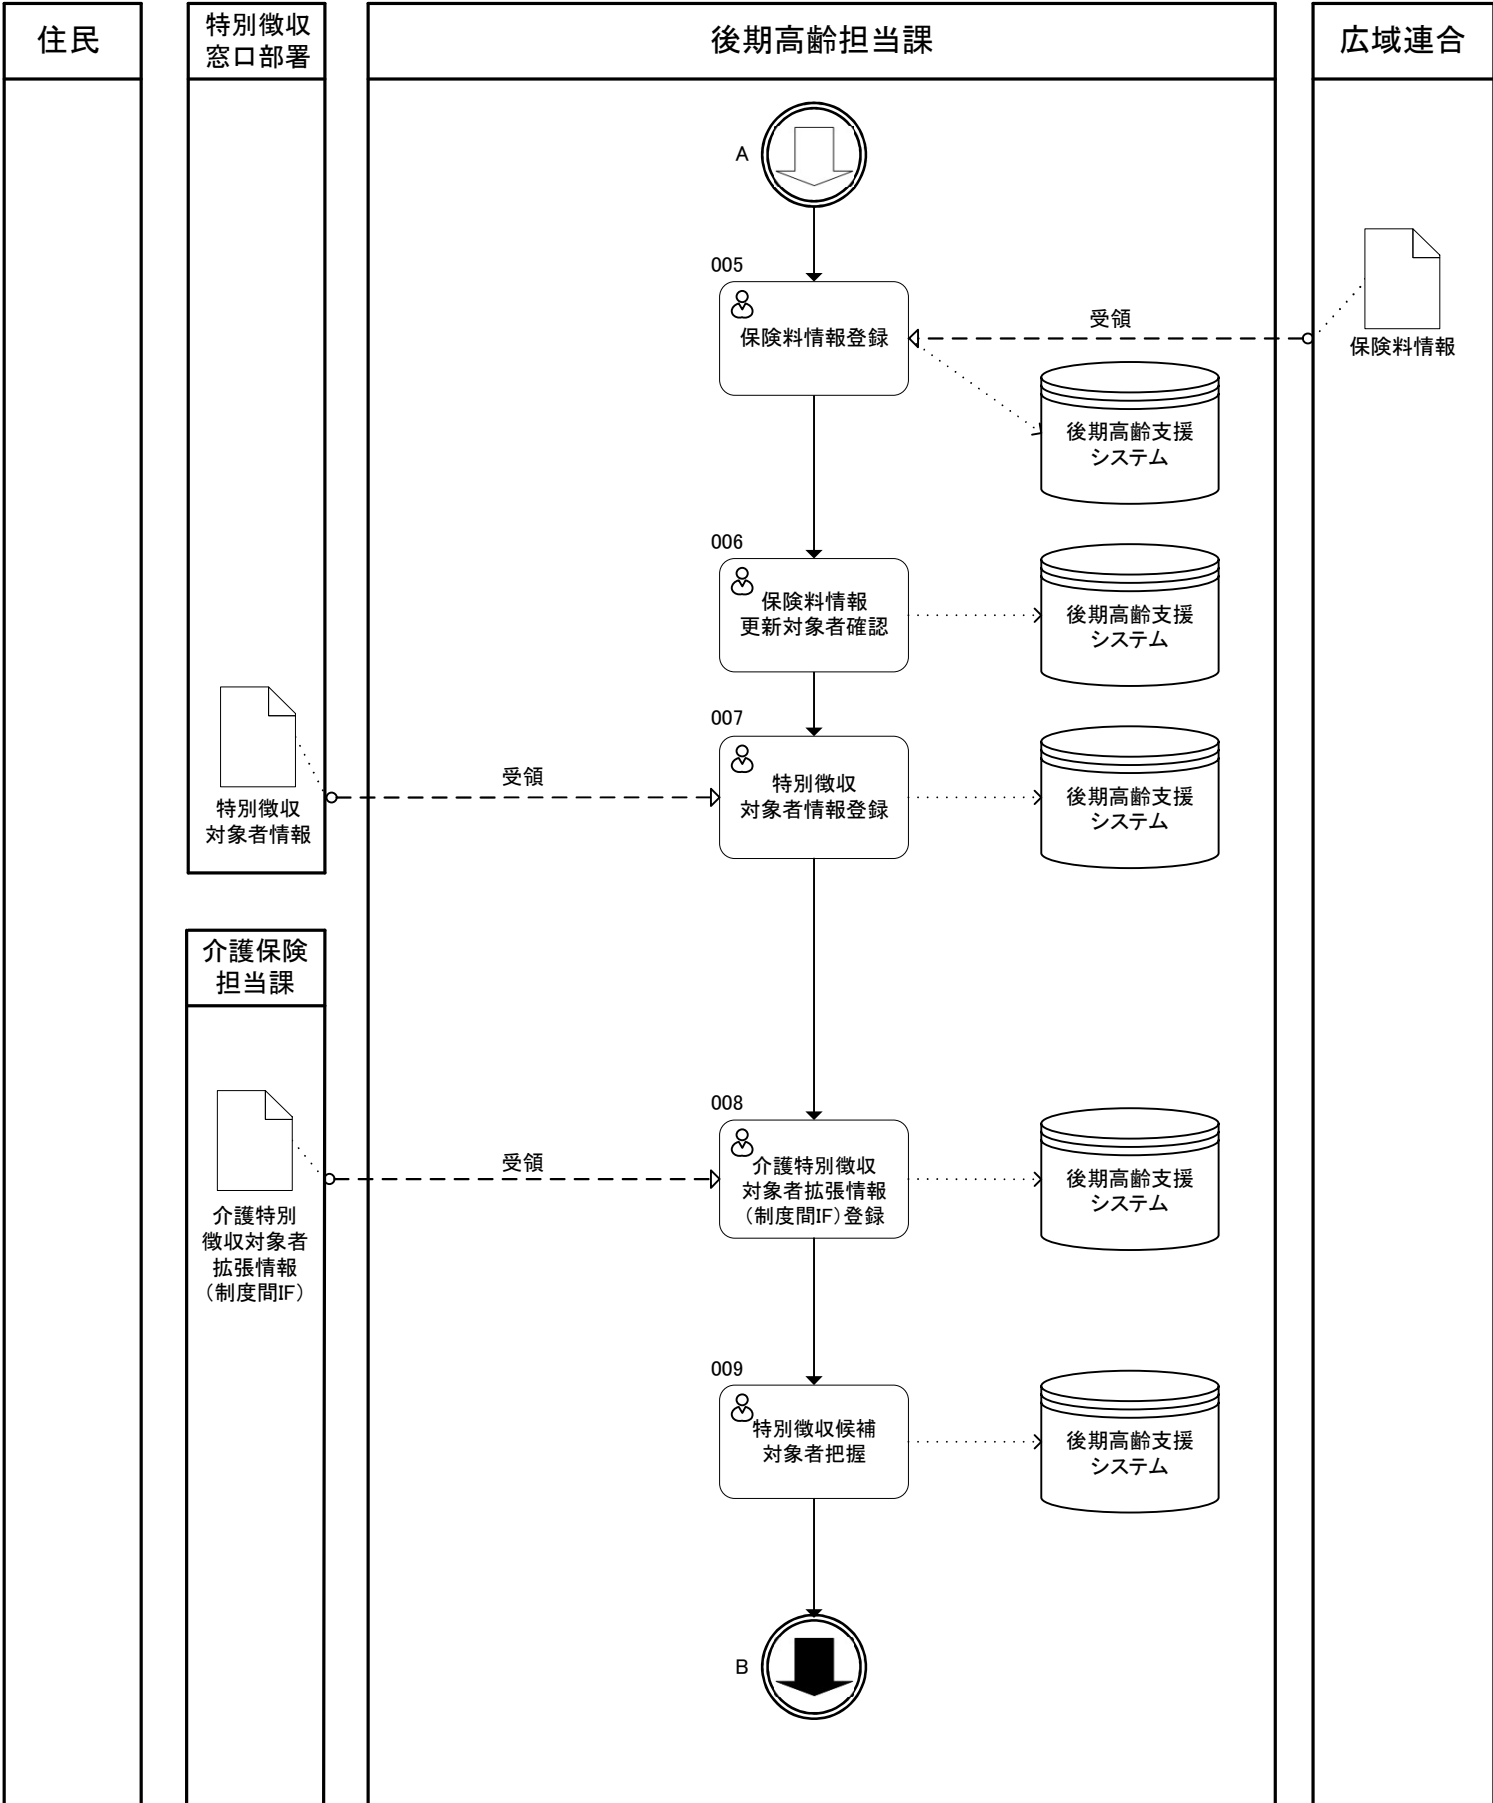 住民
特別徴収
窓口部署
後期高齢担当課
広域連合
A
005
保険料情報登録
受領
保険料情報
後期高齢支援
システム
006
保険料情報
更新対象者確認
後期高齢支援
システム
007
特別徴収
対象者情報登録
受領
特別徴収
対象者情報
後期高齢支援
システム
介護保険
担当課
008
介護特別徴収
対象者拡張情報
（制度間IF）登録
受領
介護特別
徴収対象者
拡張情報
（制度間IF）
後期高齢支援
システム
009
特別徴収候補
対象者把握
後期高齢支援
システム
B